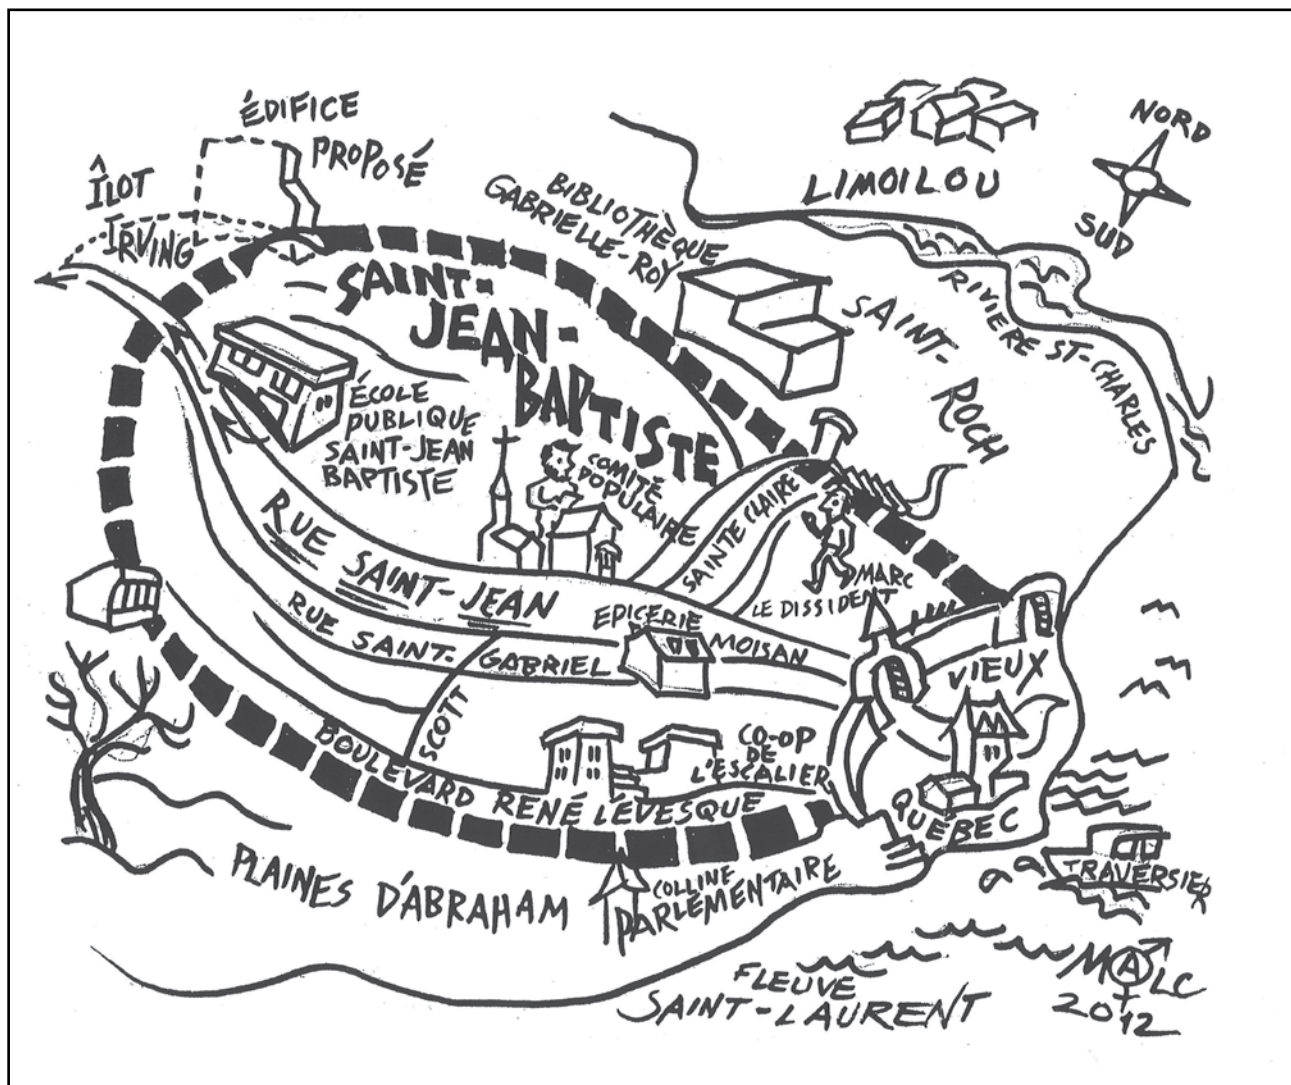 ÉDIFICE
PROPOSÉ
ÎLOT
IRVING
BIBLIOTHÈQUE
GABRIELLE-ROY
LIMOILOU
NORD
SUD
SAINT-
JEAN-
BAPTISTE
SAINT-ROCH
RIVIERE ST-CHARLES
ÉCOLE
PUBLIQUE
SAINT-JEAN
BAPTISTE
COMITÉ
POPULAIRE
SAINTE CLAIRE
MARC
LE DISSIDENT
RUE SAINT-JEAN
RUE SAINT-GABRIEL
EPICERIE
MOISAN
SCOTT
CO-OP
DE
L'ESCALIER
VIEUX
QUÉBEC
BOULEVARD RENÉ L'ÉVESQUE
PLAINES D'ABRAHAM
COLLINE
PARLEMENTAIRE
TRAVERSIER
FLEUVE
SAINT-LAURENT
MALC
2012